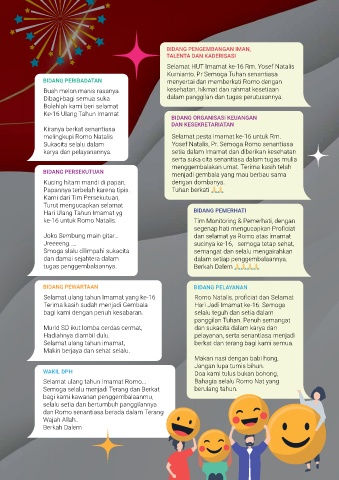 BIDANG PERIBADATAN
Buah melon manis rasanya
Dibagi-bagi semua suka
Bolehlah kami beri selamat
Ke-16 Ulang Tahun Imamat
Kiranya berkat senantiasa
melingkupi Romo Natalis
Sukacita selalu dalam
karya dan pelayanannya.
BIDANG PERSEKUTUAN
Kucing hitam mandi di papan,
Papannya terbelah karena tipis
Kami dari Tim Persekutuan,
Turut mengucapkan selamat
Hari Ulang Tahun Imamat yg
ke-16 untuk Romo Natalis.
Joko Sembung main gitar..
Jreeeeng ....
Smoga slalu dilimpahi sukacita
dan damai sejahtera dalam
tugas penggembalaannya.
BIDANG PEWARTAAN
Selamat ulang tahun Imamat yang ke-16
Terima kasih sudah menjadi Gembala
bagi kami dengan penuh kesabaran.
Murid SD ikut lomba cerdas cermat,
Hadiahnya diambil dulu.
Selamat ulang tahun imamat,
Makin berjaya dan sehat selalu.
WAKIL DPH
Selamat ulang tahun Imamat Romo...
Semoga selalu menjadi Terang dan Berkat
bagi kami kawanan penggembalaanmu,
selalu setia dan bertumbuh panggilannya
dan Romo senantiasa berada dalam Terang
Wajah Allah..
Berkah Dalem
BIDANG PENGEMBANGAN IMAN,
TALENTA DAN KADERISASI
Selamat HUT Imamat ke-16 Rm. Yosef Natalis
Kurnianto, Pr Semoga Tuhan senantiasa
menyertai dan memberkati Romo dengan
kesehatan, hikmat dan rahmat kesetiaan
dalam panggilan dan tugas perutusannya.
BIDANG ORGANISASI KEUANGAN
DAN KESEKRETARIATAN
Selamat pesta imamat ke-16 untuk Rm.
Yosef Natalis, Pr. Semoga Romo senantiasa
setia dalam imamat dan diberikan kesehatan
serta suka cita senantiasa dalam tugas mulia
menggembalakan umat. Terima kasih telah
menjadi gembala yang mau berbau sama
dengan dombanya.
Tuhan berkati 🙏🙏
BIDANG PEMERHATI
Tim Monitoring & Pemerhati, dengan
segenap hati mengucapkan Proficiat
dan selamat ya Romo atas imamat
sucinya ke-16, semoga tetap sehat,
semangat dan selalu menggairahkan
dalam setiap penggembalaannya.
Berkah Dalem 🙏🙏🙏🙏
BIDANG PELAYANAN
Romo Natalis, proficiat dan Selamat
Hari Jadi Imamat ke-16. Semoga
selalu teguh dan setia dalam
panggilan Tuhan. Penuh semangat
dan sukacita dalam karya dan
pelayanan, serta senantiasa menjadi
berkat dan terang bagi kami semua.
Makan nasi dengan babi hong,
Jangan lupa tumis bihun.
Doa kami tulus bukan bohong,
Bahagia selalu Romo Nat yang
berulang tahun.